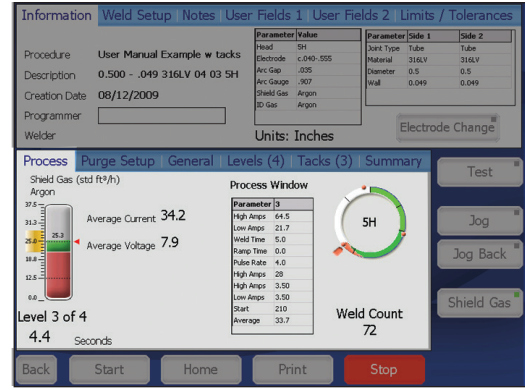 Information Weld Setup Notes User Fields 1 User Fields 2 Limits / Tolerances
Procedure User Manual Example w tacks
Description 0.500 - .049 316LV 04 03 5H
Creation Date 08/12/2009
Programmer
Welder
Parameter Value
Head 5H
Electrode c.040-.555
Arc Gap .035
Arc Gauge .907
Shield Gas Argon
ID Gas Argon
Units: Inches
Parameter Side 1 Side 2
Joint Type Tube Tube
Material 316LV 316LV
Diameter 0.5 0.5
Wall 0.049 0.049
Electrode Change
Process Purge Setup General Levels (4) Tacks (3) Summary
Shield Gas (std ft³/h)
Argon
37.5
31.3
25.0
18.8
12.5
0.0
25.3
Average Current 34.2
Average Voltage 7.9
Level 3 of 4
4.4 Seconds
Process Window
Parameter 3
High Amps 64.5
Low Amps 21.7
Weld Time 5.0
Ramp Time 0.0
Pulse Rate 4.0
High Amps 28
High Amps 3.50
Low Amps 3.50
Start 210
Average 33.7
5H
Weld Count
72
Test
Jog
Jog Back
Shield Gas
Back Start Home Print Stop